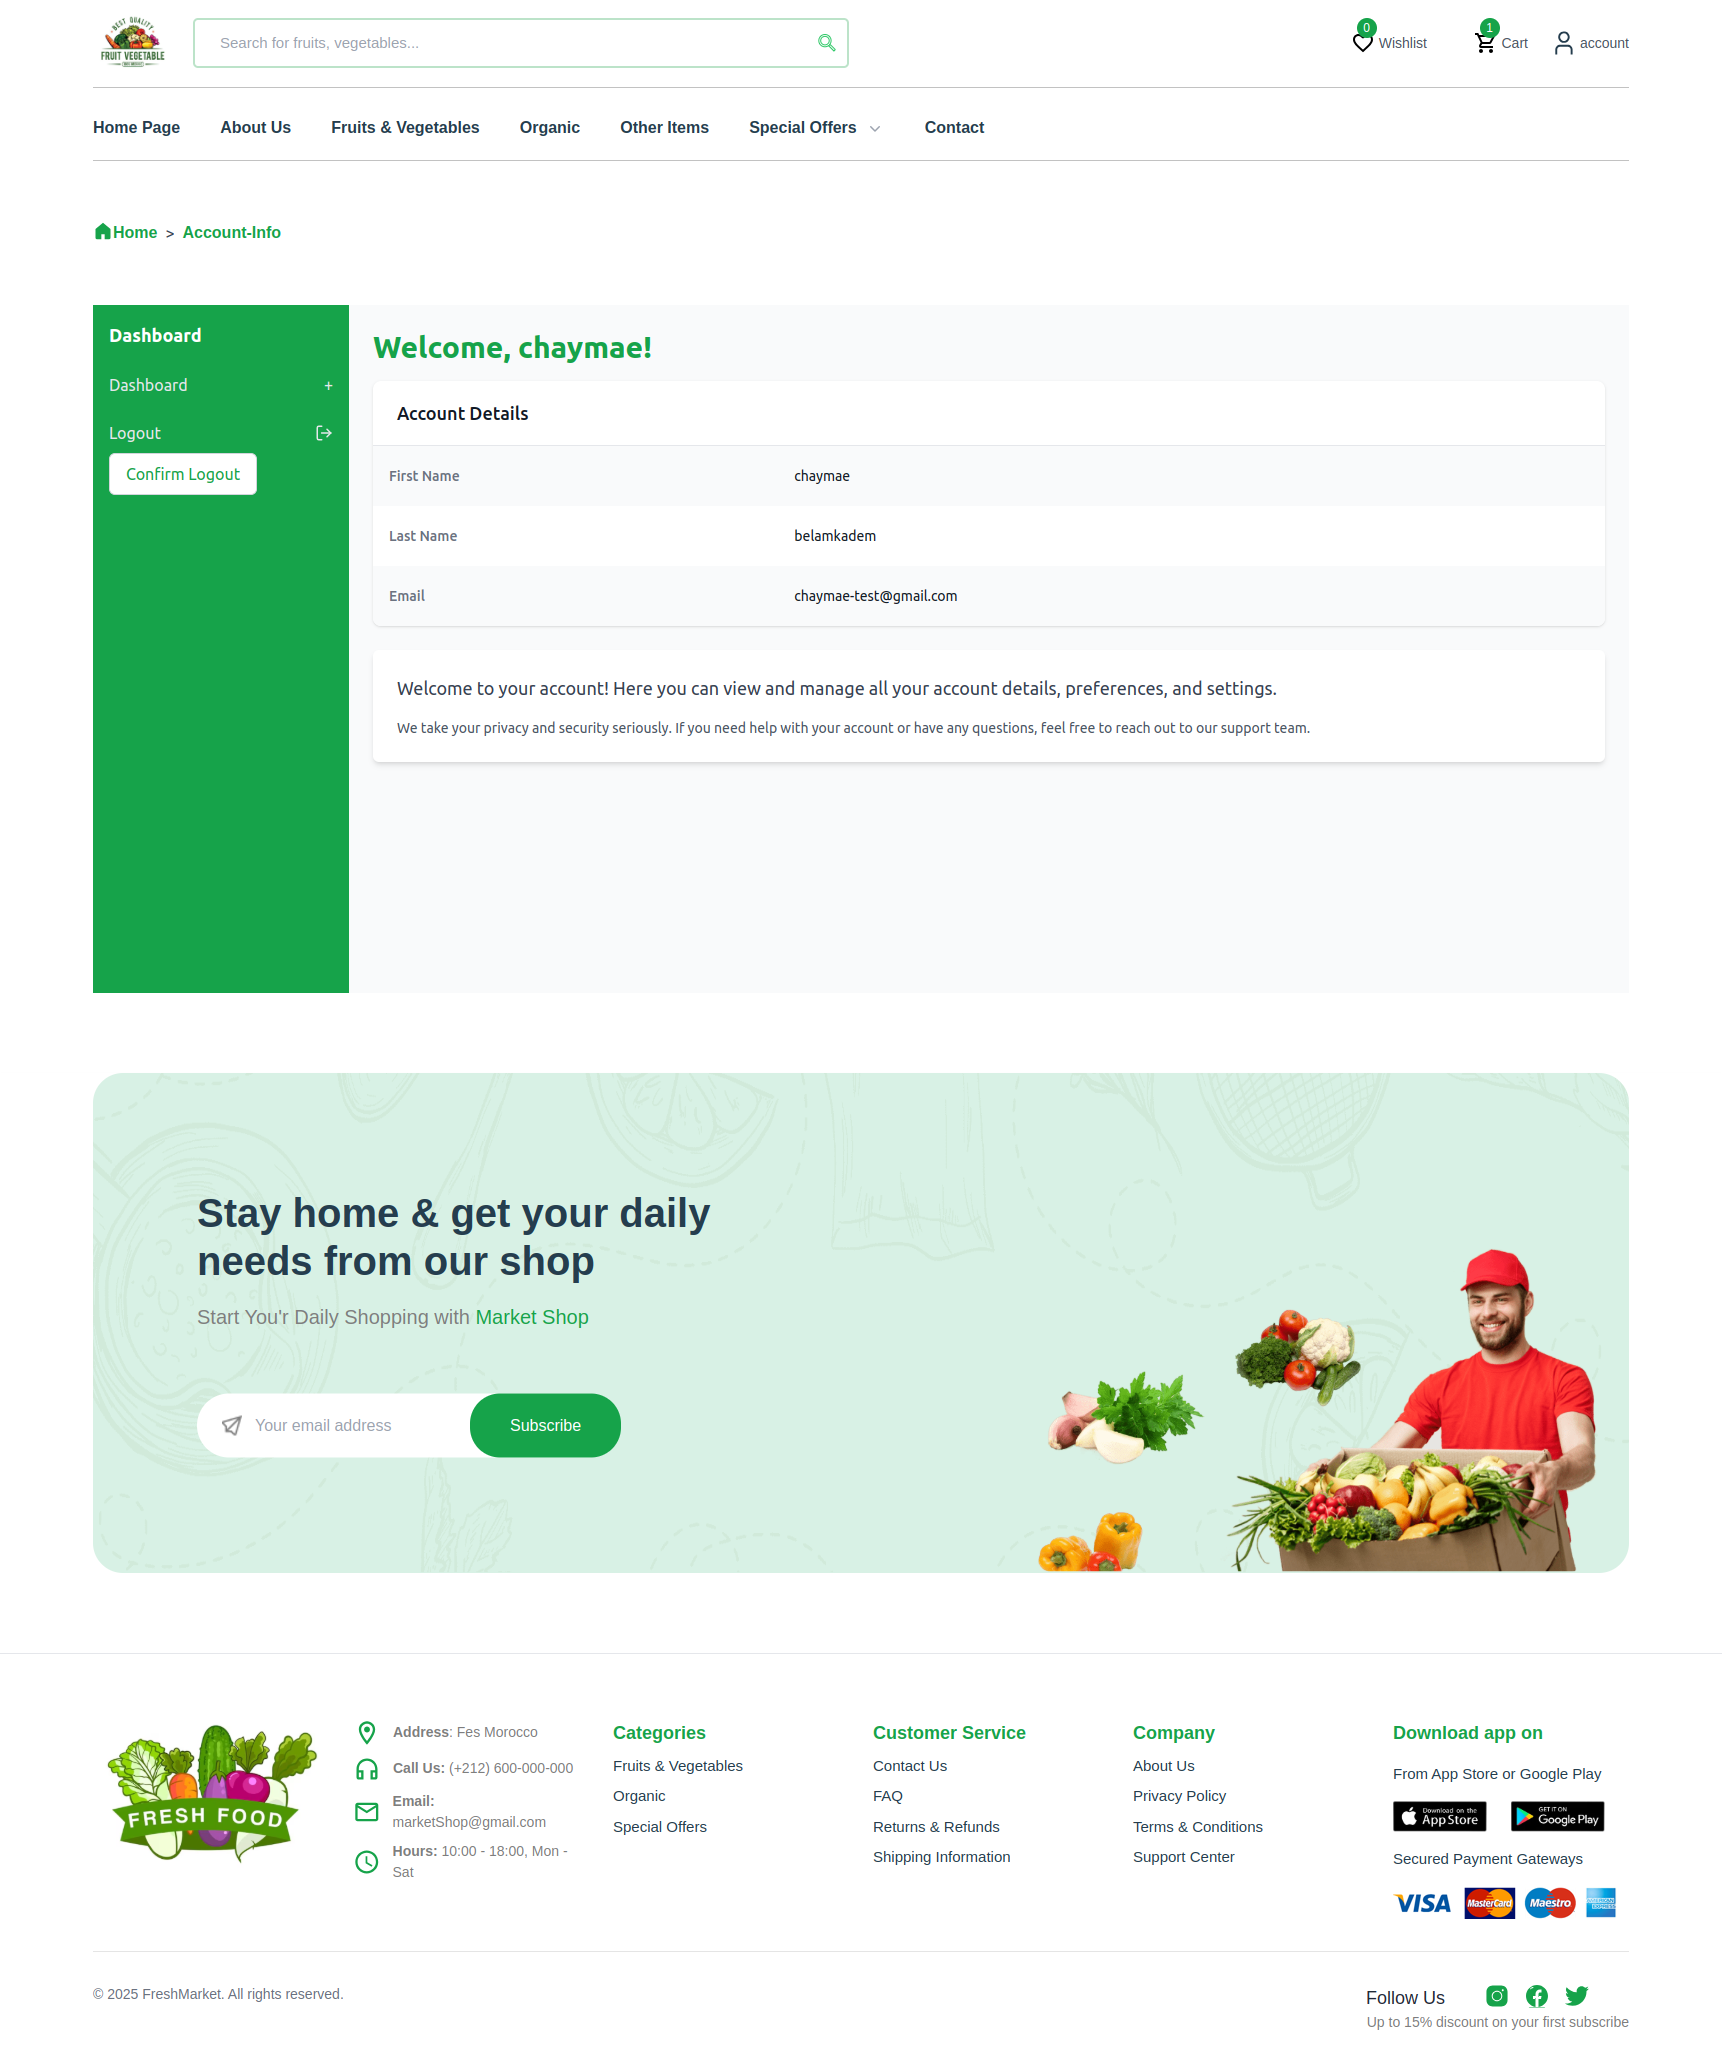 BEST QUALITY
FRUIT VEGETABLE
Search for fruits, vegetables...
0
Wishlist
1
Cart
account
Home Page
About Us
Fruits & Vegetables
Organic
Other Items
Special Offers
Contact
Home > Account-Info
Dashboard
Dashboard +
Logout
Confirm Logout
Welcome, chaymae!
Account Details
First Name chaymae
Last Name belamkadem
Email chaymae-test@gmail.com
Welcome to your account! Here you can view and manage all your account details, preferences, and settings.
We take your privacy and security seriously. If you need help with your account or have any questions, feel free to reach out to our support team.
Stay home & get your daily
needs from our shop
Start You'r Daily Shopping with Market Shop
Your email address
Subscribe
FRESH FOOD
Address: Fes Morocco
Call Us: (+212) 600-000-000
Email:
marketShop@gmail.com
Hours: 10:00 - 18:00, Mon -
Sat
Categories
Fruits & Vegetables
Organic
Special Offers
Customer Service
Contact Us
FAQ
Returns & Refunds
Shipping Information
Company
About Us
Privacy Policy
Terms & Conditions
Support Center
Download app on
From App Store or Google Play
Download on the
App Store
GET IT ON
Google Play
Secured Payment Gateways
VISA
MasterCard
Maestro
AMERICAN
EXPRESS
© 2025 FreshMarket. All rights reserved.
Follow Us
Up to 15% discount on your first subscribe